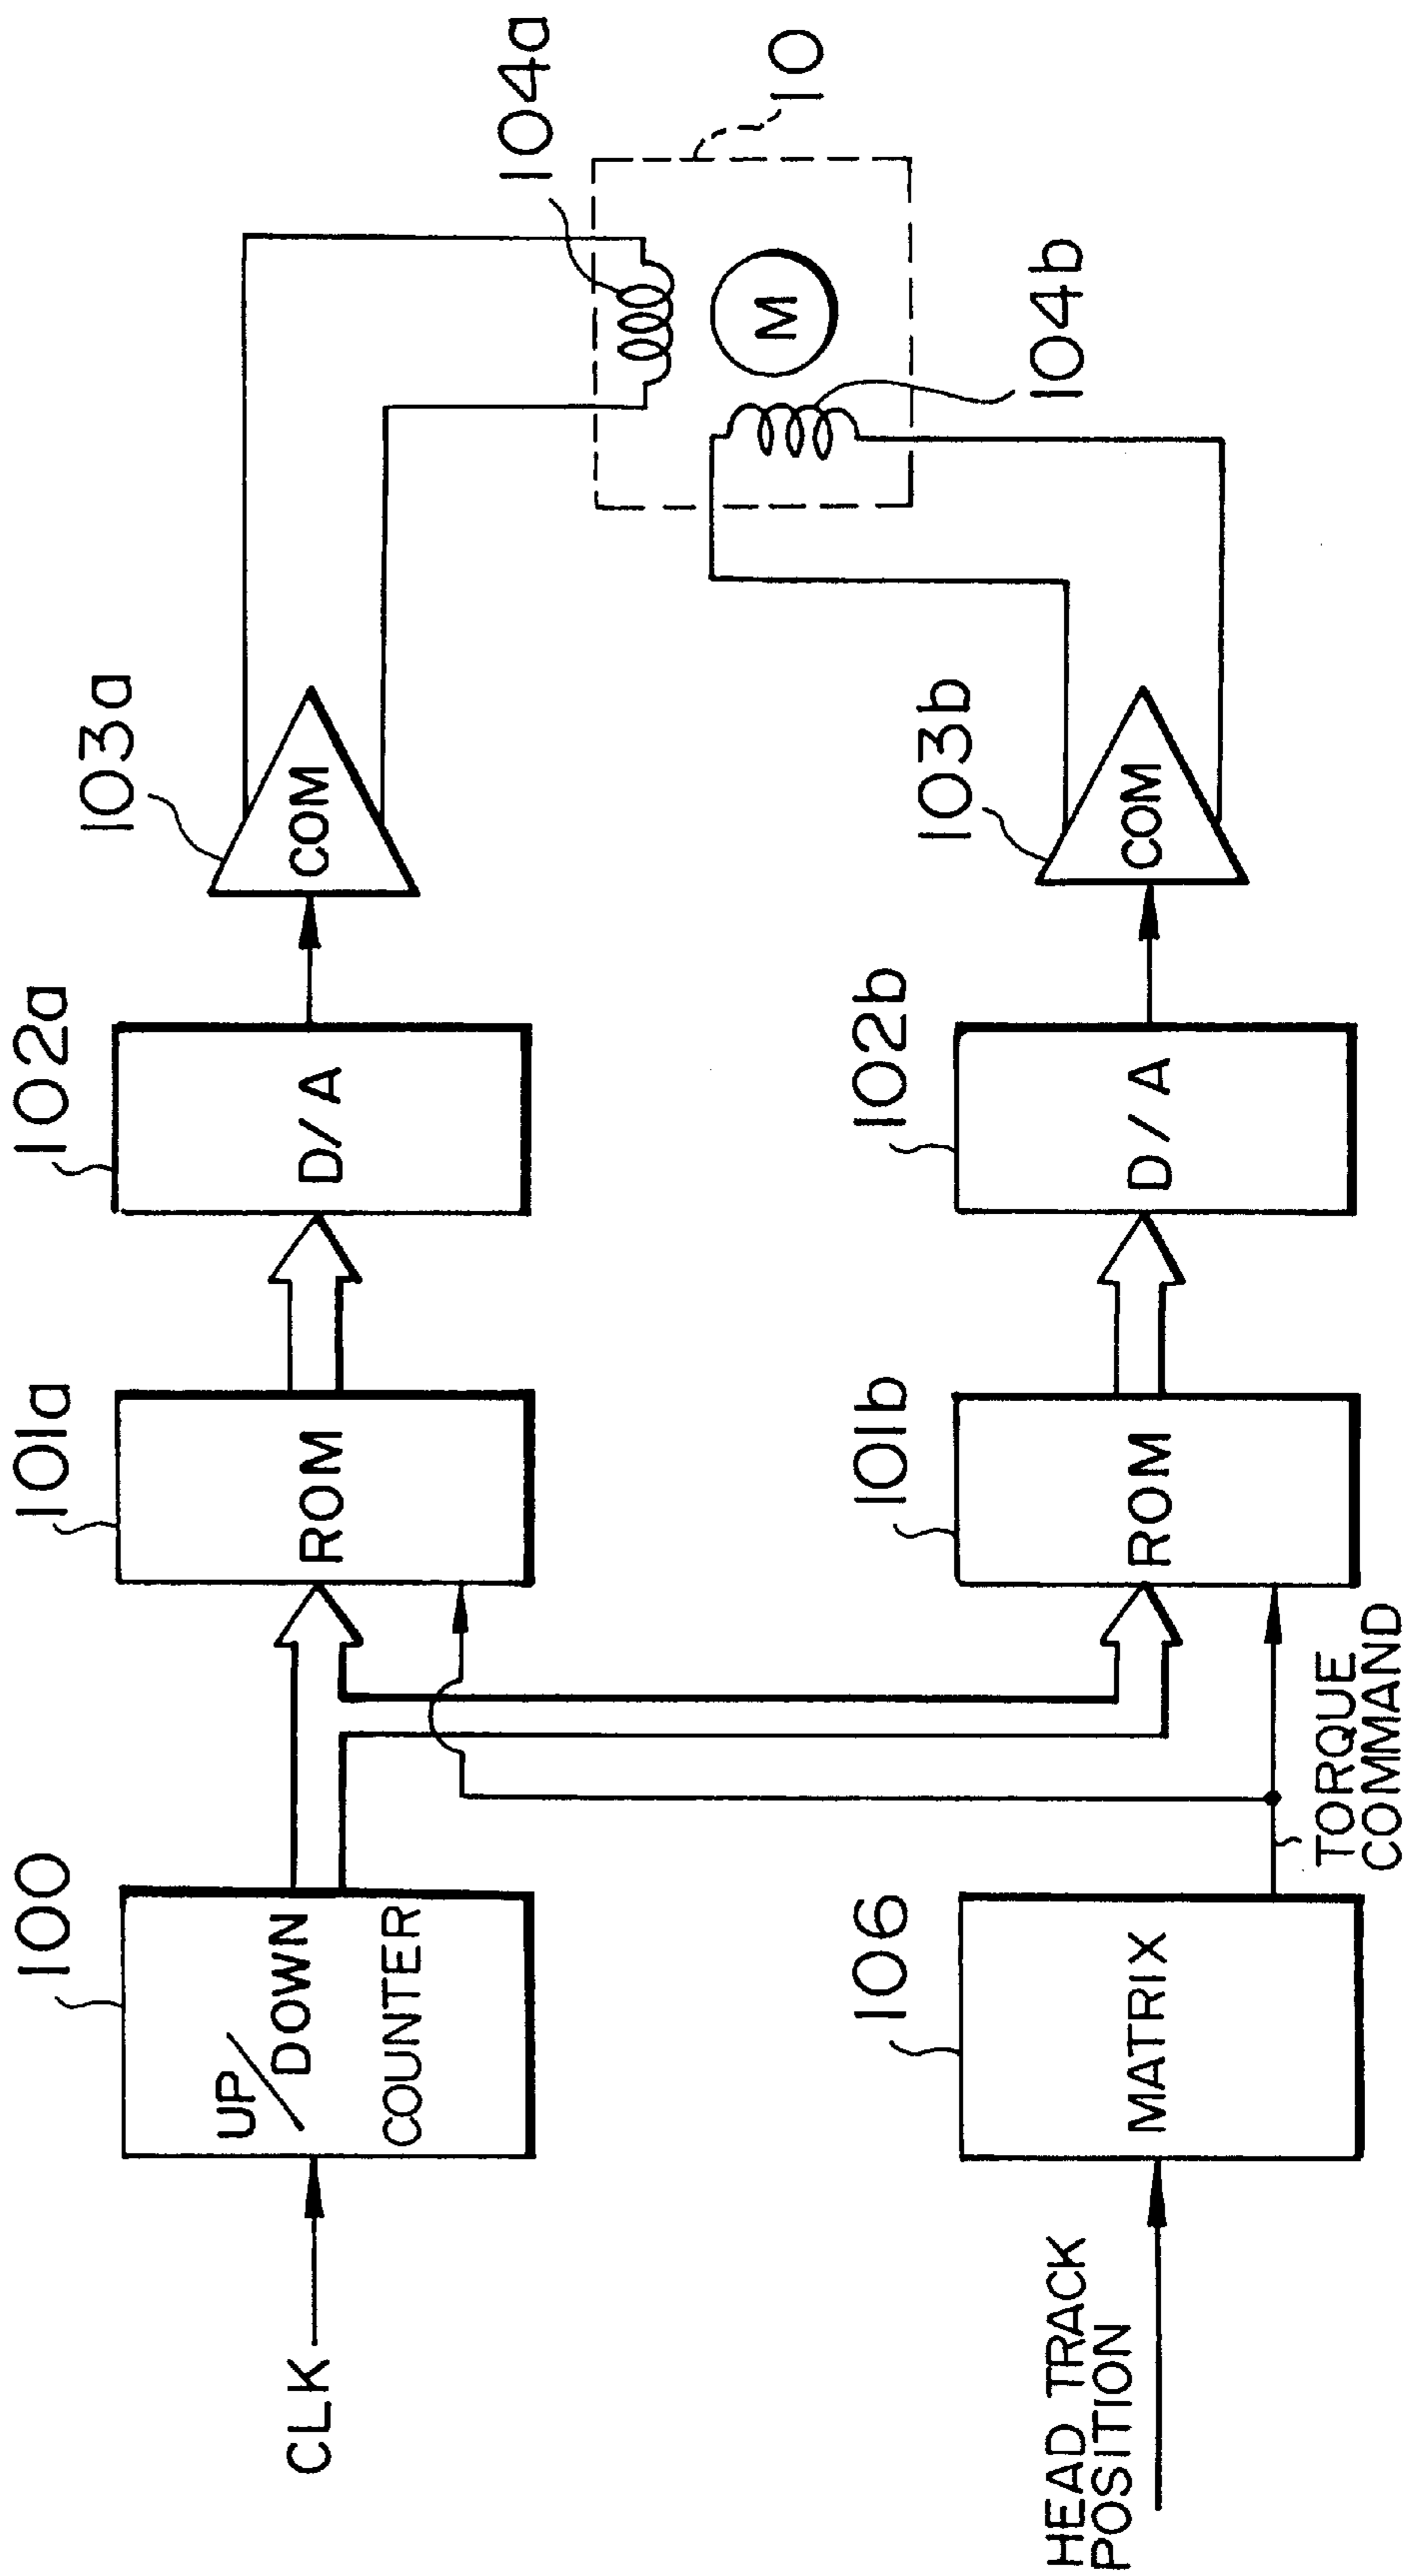 100
UP/DOWN
COUNTER
CLK
101a
ROM
102a
D/A
103a
COM
104a
10
M
104b
106
MATRIX
HEAD TRACK
POSITION
TORQUE
COMMAND
101b
ROM
102b
D/A
103b
COM